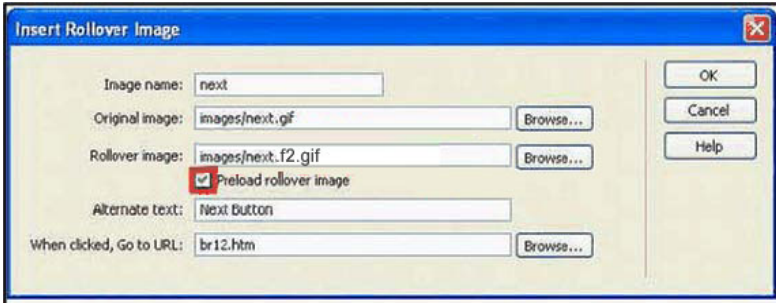 Insert Rollover Image
Image name: next
OK
Original image: images/next.gif Browse...
Cancel
Rollover image: images/next.f2.gif Browse...
Help
Preload rollover image
Alternate text: Next Button
When clicked, Go to URL: br12.htm Browse...